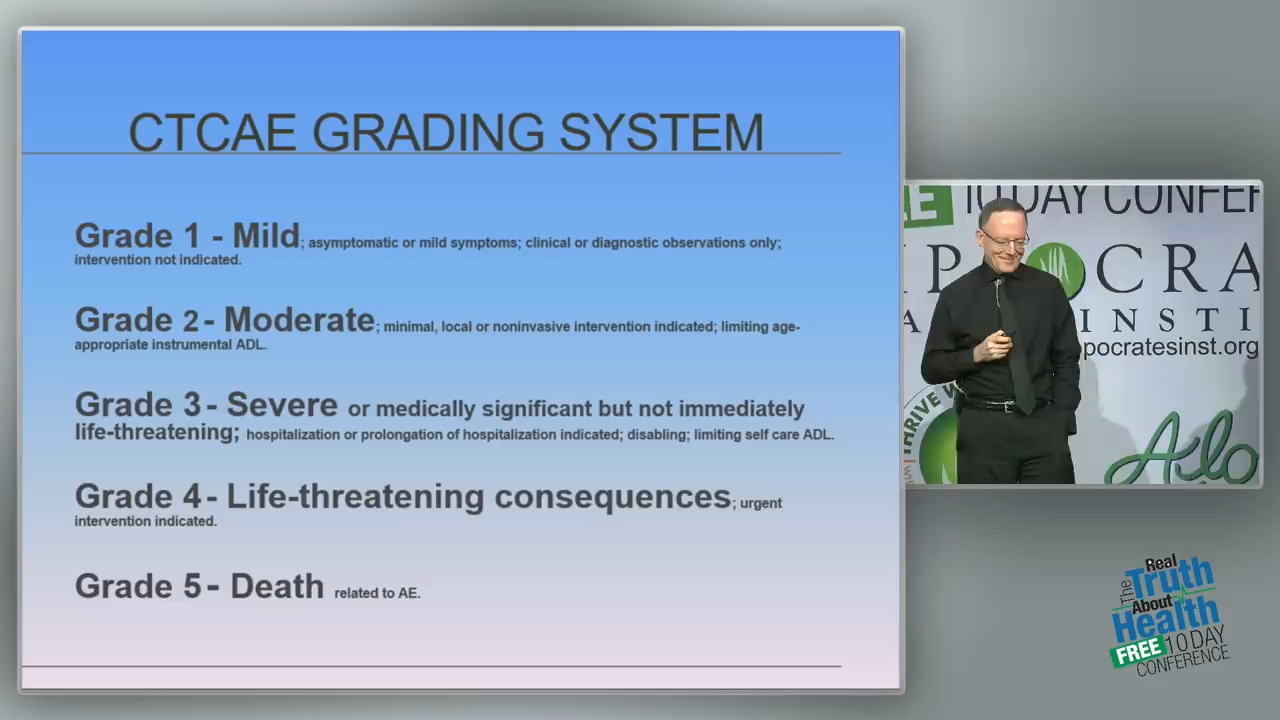 CTCAE GRADING SYSTEM
Grade 1 - Mild; asymptomatic or mild symptoms; clinical or diagnostic observations only;
intervention not indicated.
Grade 2 - Moderate; minimal, local or noninvasive intervention indicated; limiting age-
appropriate instrumental ADL.
Grade 3 - Severe or medically significant but not immediately
life-threatening; hospitalization or prolongation of hospitalization indicated; disabling; limiting self care ADL.
Grade 4 - Life-threatening consequences; urgent
intervention indicated.
Grade 5 - Death related to AE.
E 10 DAY CONFER
P OCRA
A INSTI
pocratesinst.org
THRIVE
Alo
The Real
Truth
About
Health
FREE 10 DAY
CONFERENCE